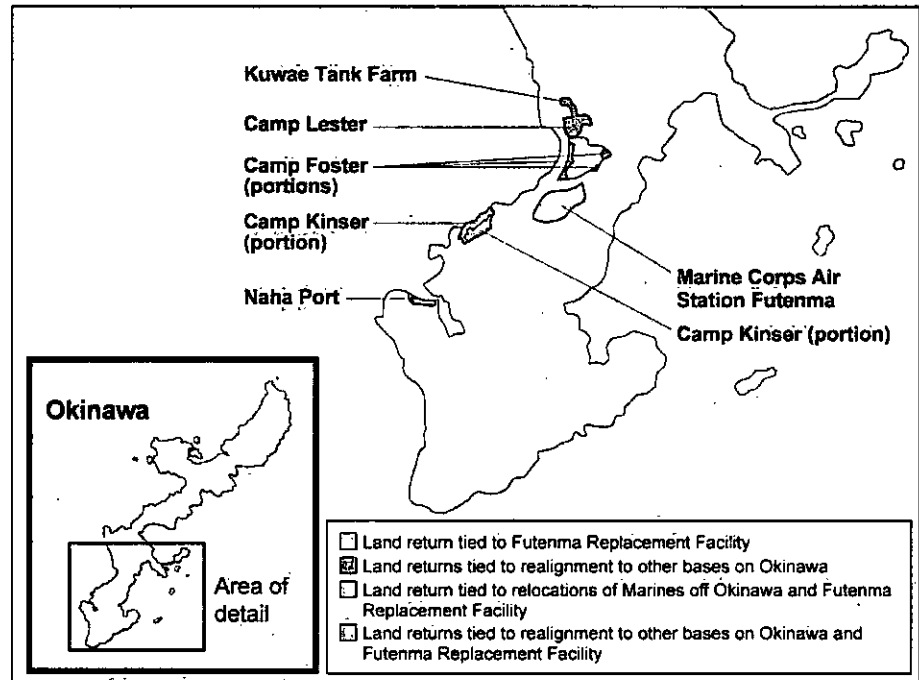 Kuwae Tank Farm
Camp Lester
Camp Foster
(portions)
Camp Kinser
(portion)
Naha Port
Marine Corps Air
Station Futenma
Camp Kinser (portion)
Okinawa
Area of
detail
Land return tied to Futenma Replacement Facility
Land returns tied to realignment to other bases on Okinawa
Land return tied to relocations of Marines off Okinawa and Futenma
Replacement Facility
Land returns tied to realignment to other bases on Okinawa and
Futenma Replacement Facility